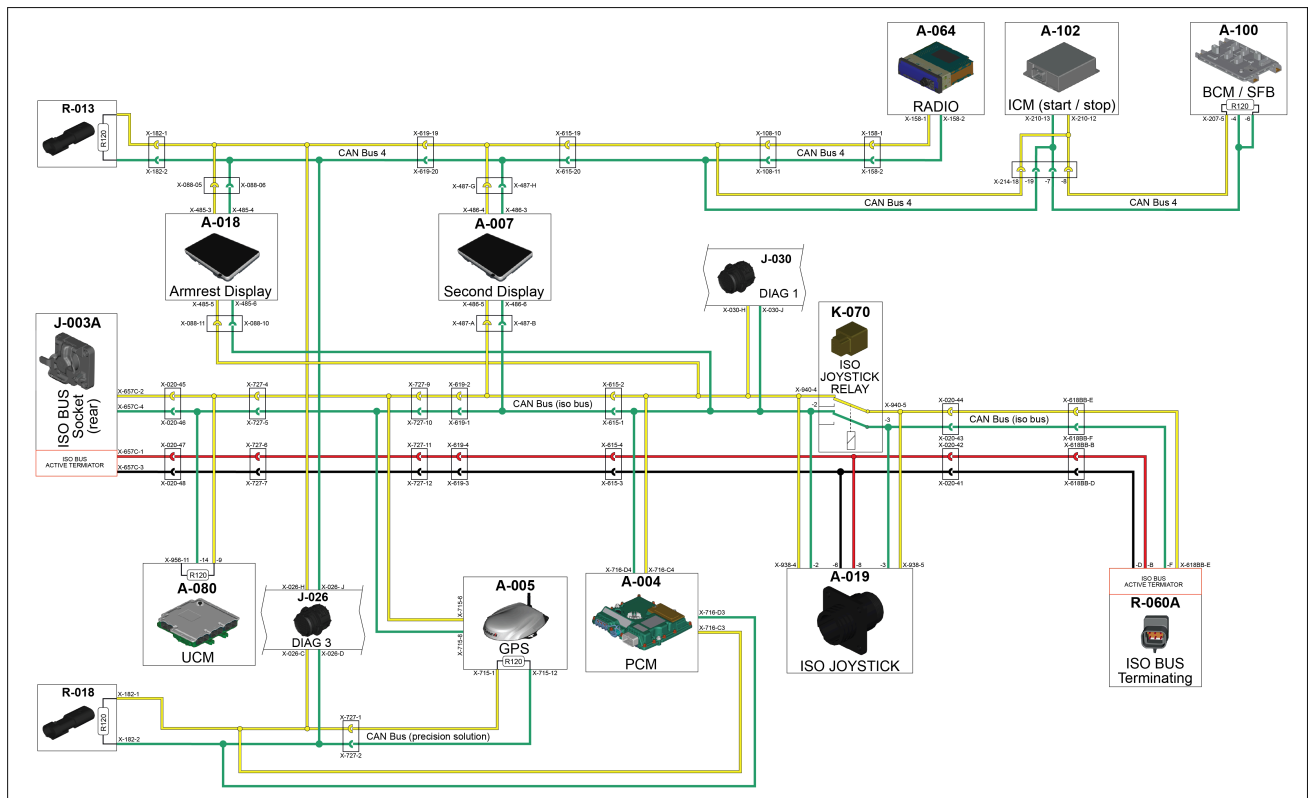 A-064
RADIO
X-158-1
X-158-2
A-102
ICM (start / stop)
X-210-13
X-210-12
A-100
BCM / SFB
R120
X-207-5
-4
-6
R-013
R120
X-182-1
X-182-2
X-619-19
X-619-20
X-615-19
X-615-20
CAN Bus 4
X-108-10
X-108-11
CAN Bus 4
X-158-1
X-158-2
X-214-18
-19
-7
-8
CAN Bus 4
CAN Bus 4
X-088-05
X-088-06
X-485-3
X-485-4
A-018
Armrest Display
X-485-5
X-485-6
X-088-11
X-088-10
X-487-G
X-487-H
X-486-4
X-486-3
A-007
Second Display
X-486-5
X-486-6
X-487-A
X-487-B
J-030
DIAG 1
X-030-H
X-030-J
K-070
ISO
JOYSTICK
RELAY
X-940-4
-2
X-940-5
-3
J-003A
ISO BUS
Socket
(rear)
ISO BUS
ACTIVE TERMIATOR
X-657C-2
X-657C-4
X-657C-1
X-657C-3
X-020-45
X-020-46
X-020-47
X-020-48
X-727-4
X-727-5
X-727-6
X-727-7
X-727-9
X-727-10
X-727-11
X-727-12
X-619-2
X-619-1
X-619-4
X-619-3
CAN Bus (iso bus)
X-615-2
X-615-1
X-615-4
X-615-3
X-020-44
X-020-43
X-020-42
X-020-41
CAN Bus (iso bus)
X-618BB-E
X-618BB-F
X-618BB-B
X-618BB-D
X-956-11
-14
-9
R120
A-080
UCM
X-026-H
X-026-J
J-026
DIAG 3
X-026-C
X-026-D
X-715-6
X-715-8
A-005
GPS
R120
X-715-1
X-715-12
X-716-D4
X-716-C4
A-004
PCM
X-716-D3
X-716-C3
X-938-4
-2
-6
-8
-3
X-938-5
A-019
ISO JOYSTICK
-D
-B
-F
X-618BB-E
ISO BUS
ACTIVE TERMIATOR
R-060A
ISO BUS
Terminating
R-018
R120
X-182-1
X-182-2
X-727-1
X-727-2
CAN Bus (precision solution)